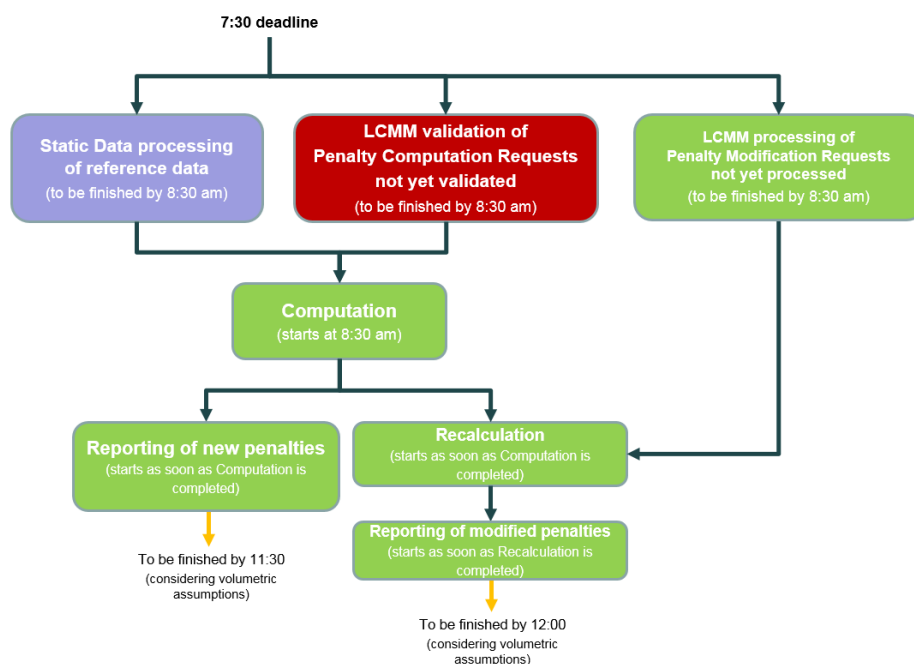 7:30 deadline
Static Data processing
of reference data
(to be finished by 8:30 am)
LCMM validation of
Penalty Computation Requests
not yet validated
(to be finished by 8:30 am)
LCMM processing of
Penalty Modification Requests
not yet processed
(to be finished by 8:30 am)
Computation
(starts at 8:30 am)
Reporting of new penalties
(starts as soon as Computation is
completed)
Recalculation
(starts as soon as Computation is
completed)
Reporting of modified penalties
(starts as soon as Recalculation is
completed)
To be finished by 11:30
(considering volumetric
assumptions)
To be finished by 12:00
(considering volumetric
assumptions)